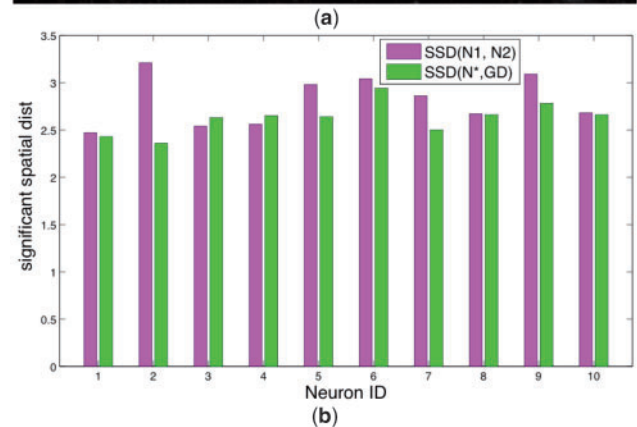 (a)
3.5
3
2.5
2
1.5
1
0.5
0
significant spatial dist
SSD(N1, N2)
SSD(N*,GD)
1 2 3 4 5 6 7 8 9 10
Neuron ID
(b)